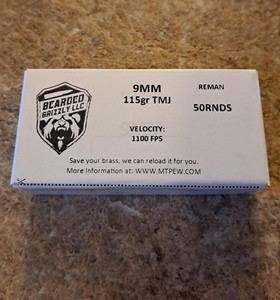 BEARDED
GRIZZLY LLC
9MM
115gr TMJ
REMAN
50RNDS
VELOCITY:
1100 FPS
Save your brass, we can reload it for you.
More Information at: WWW.MTPEW.COM